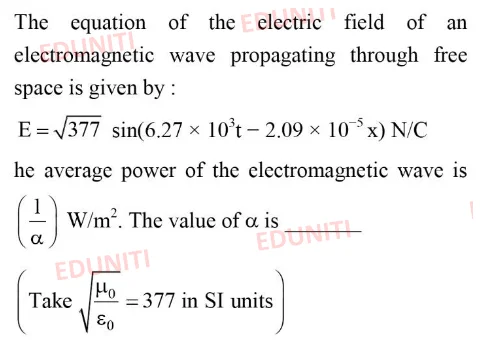 The equation of the electric field of an
electromagnetic wave propagating through free
space is given by :
E = √377 sin(6.27 × 10³t − 2.09 × 10⁻⁵ x) N/C
he average power of the electromagnetic wave is
(1/α) W/m². The value of α is ________
(Take √(μ₀/ε₀) = 377 in SI units)
EDUNITI
EDUNITI
EDUNITI
EDUNITI